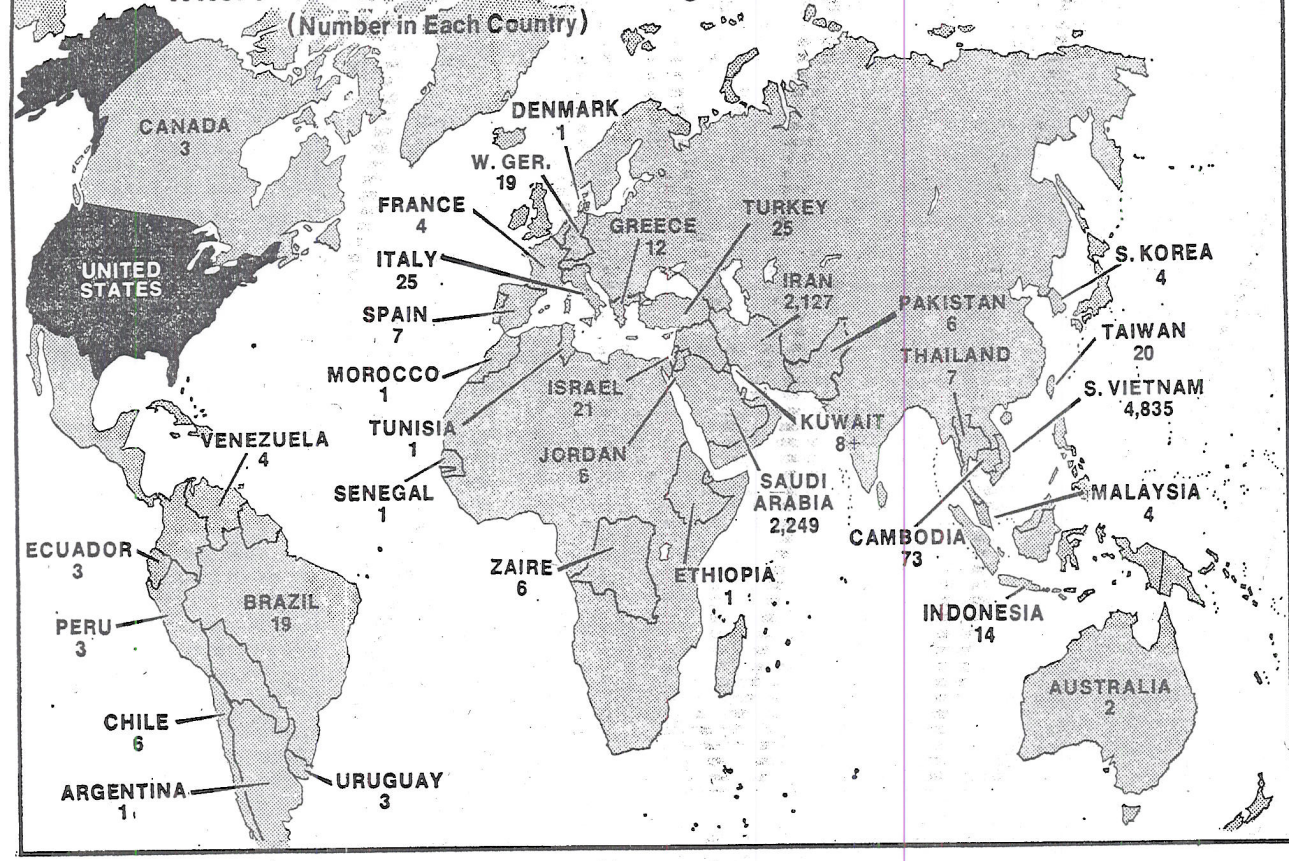 (Number in Each Country)
DENMARK
1
CANADA
3
W. GER.
19
FRANCE
4
GREECE
12
TURKEY
25
ITALY
25
S. KOREA
4
UNITED
STATES
IRAN
2,127
PAKISTAN
6
SPAIN
7
TAIWAN
20
THAILAND
7
MOROCCO
1
ISRAEL
21
S. VIETNAM
4,835
KUWAIT
8+
TUNISIA
1
VENEZUELA
4
JORDAN
SENEGAL
1
SAUDI
ARABIA
2,249
MALAYSIA
4
CAMBODIA
73
ECUADOR
3
ZAIRE
6
ETHIOPIA
1
BRAZIL
19
INDONESIA
14
PERU
3
AUSTRALIA
2
CHILE
6
ARGENTINA
1
URUGUAY
3